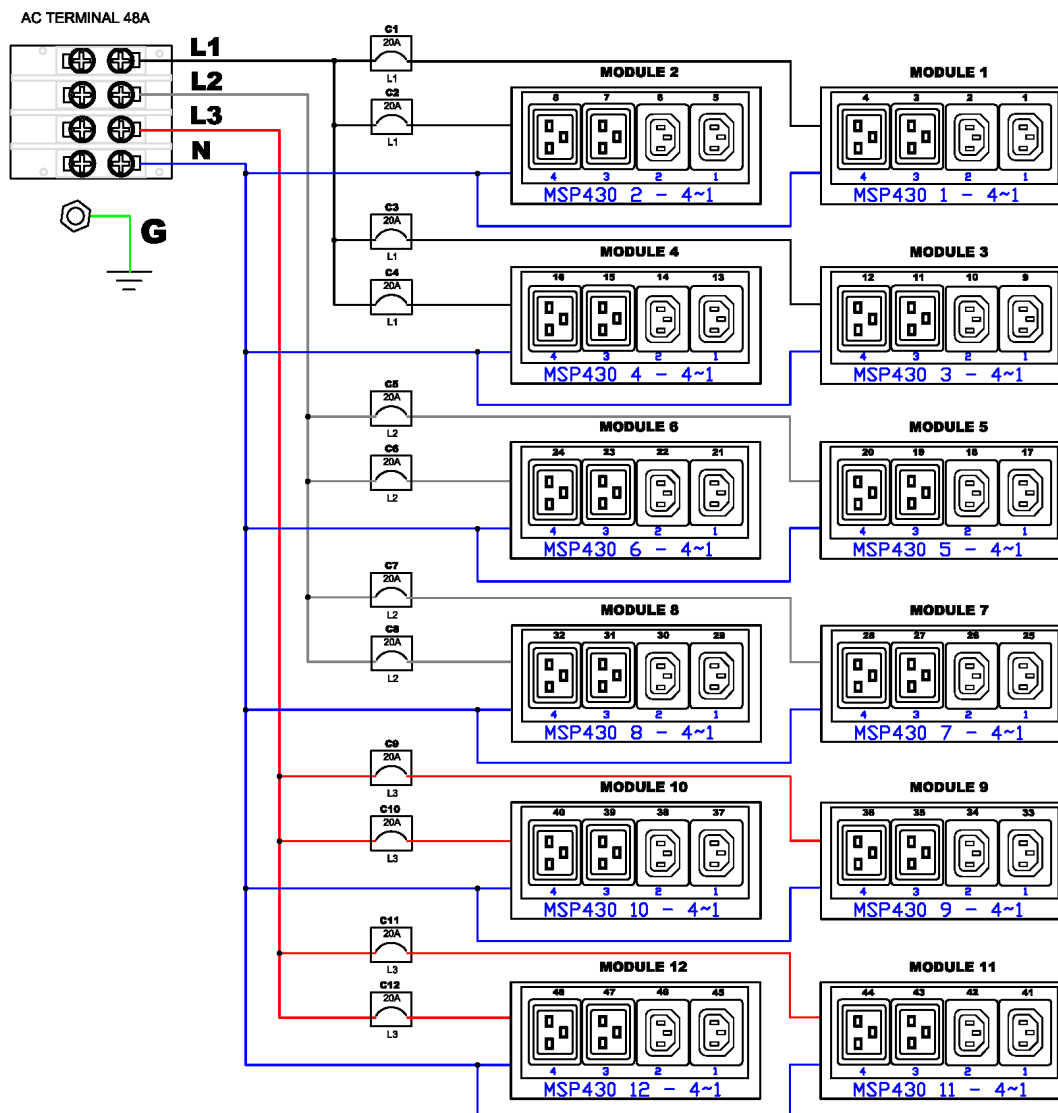 AC TERMINAL 48A
L1
L2
L3
N
G
C1
20A
L1
C2
20A
L1
MODULE 2
8 7 6 5
4 3 2 1
MSP430 2 - 4~1
MODULE 1
4 3 2 1
4 3 2 1
MSP430 1 - 4~1
C3
20A
L1
C4
20A
L1
MODULE 4
16 15 14 13
4 3 2 1
MSP430 4 - 4~1
MODULE 3
12 11 10 9
4 3 2 1
MSP430 3 - 4~1
C5
20A
L2
C6
20A
L2
MODULE 6
24 23 22 21
4 3 2 1
MSP430 6 - 4~1
MODULE 5
20 19 18 17
4 3 2 1
MSP430 5 - 4~1
C7
20A
L2
C8
20A
L2
MODULE 8
32 31 30 29
4 3 2 1
MSP430 8 - 4~1
MODULE 7
28 27 26 25
4 3 2 1
MSP430 7 - 4~1
C9
20A
L3
C10
20A
L3
MODULE 10
40 39 38 37
4 3 2 1
MSP430 10 - 4~1
MODULE 9
36 35 34 33
4 3 2 1
MSP430 9 - 4~1
C11
20A
L3
C12
20A
L3
MODULE 12
48 47 46 45
4 3 2 1
MSP430 12 - 4~1
MODULE 11
44 43 42 41
4 3 2 1
MSP430 11 - 4~1